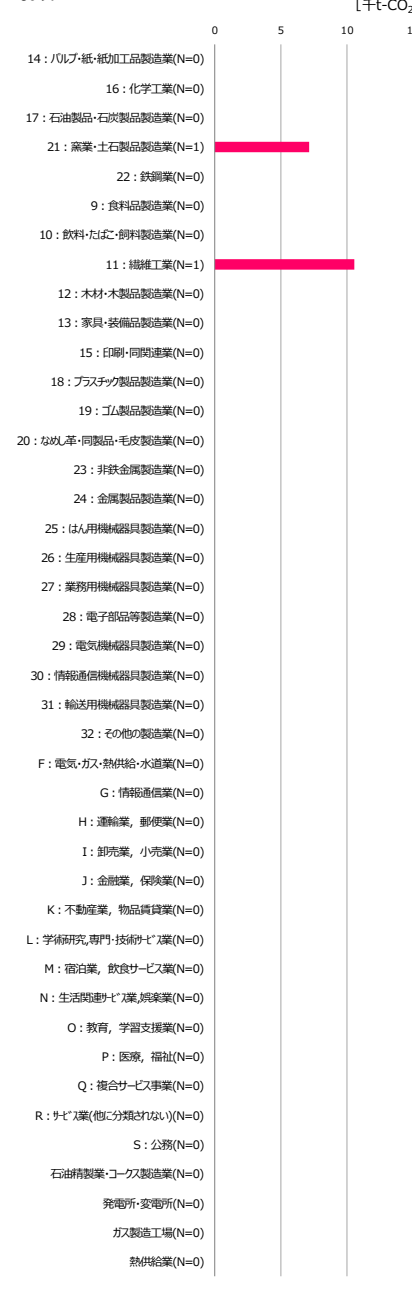 [千t-CO2
0 5 10 1
14：パルプ・紙・紙加工品製造業(N=0)
16：化学工業(N=0)
17：石油製品・石炭製品製造業(N=0)
21：窯業・土石製品製造業(N=1)
22：鉄鋼業(N=0)
9：食料品製造業(N=0)
10：飲料・たばこ・飼料製造業(N=0)
11：繊維工業(N=1)
12：木材・木製品製造業(N=0)
13：家具・装備品製造業(N=0)
15：印刷・同関連業(N=0)
18：プラスチック製品製造業(N=0)
19：ゴム製品製造業(N=0)
20：なめし革・同製品・毛皮製造業(N=0)
23：非鉄金属製造業(N=0)
24：金属製品製造業(N=0)
25：はん用機械器具製造業(N=0)
26：生産用機械器具製造業(N=0)
27：業務用機械器具製造業(N=0)
28：電子部品等製造業(N=0)
29：電気機械器具製造業(N=0)
30：情報通信機械器具製造業(N=0)
31：輸送用機械器具製造業(N=0)
32：その他の製造業(N=0)
F：電気・ガス・熱供給・水道業(N=0)
G：情報通信業(N=0)
H：運輸業，郵便業(N=0)
I：卸売業，小売業(N=0)
J：金融業，保険業(N=0)
K：不動産業，物品賃貸業(N=0)
L：学術研究,専門・技術ｻｰﾋﾞｽ業(N=0)
M：宿泊業，飲食サービス業(N=0)
N：生活関連ｻｰﾋﾞｽ業,娯楽業(N=0)
O：教育，学習支援業(N=0)
P：医療，福祉(N=0)
Q：複合サービス事業(N=0)
R：ｻｰﾋﾞｽ業(他に分類されない)(N=0)
S：公務(N=0)
石油精製業・コークス製造業(N=0)
発電所・変電所(N=0)
ガス製造工場(N=0)
熱供給業(N=0)